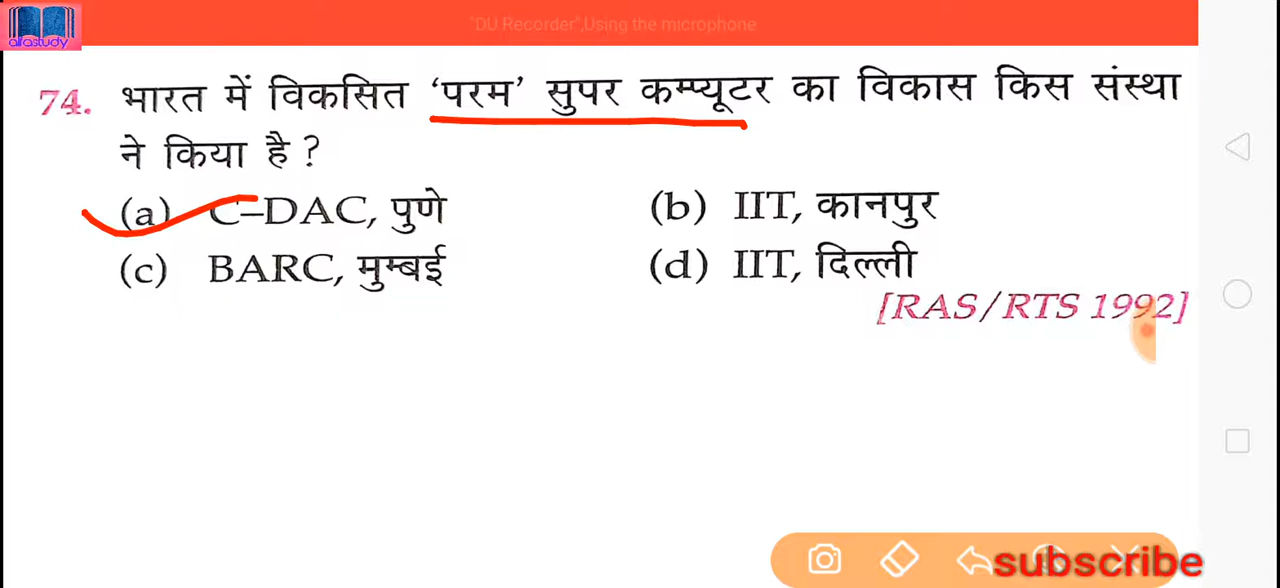 "DU Recorder",Using the microphone
alfastudy
74. भारत में विकसित ‘परम’ सुपर कम्प्यूटर का विकास किस संस्था
ने किया है ?
(a) C–DAC, पुणे (b) IIT, कानपुर
(c) BARC, मुम्बई (d) IIT, दिल्ली
[RAS/RTS 1992]
subscribe